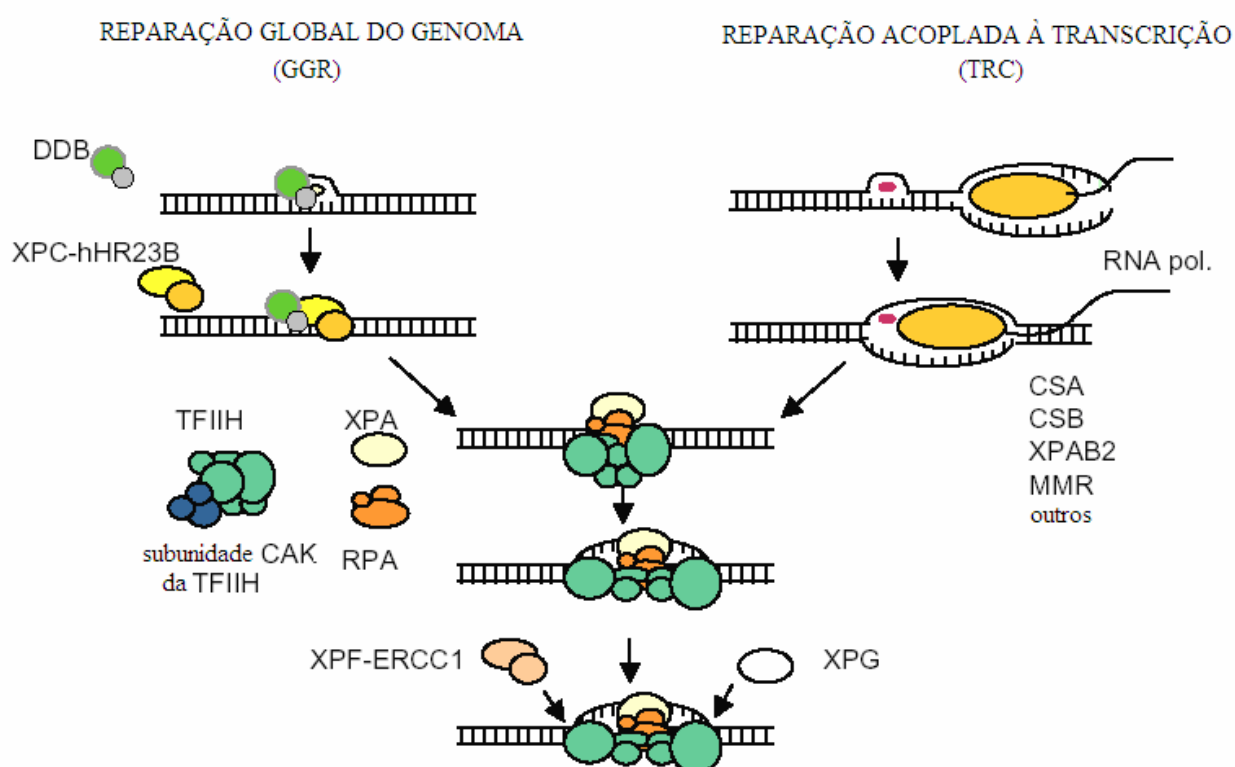 REPARAÇÃO GLOBAL DO GENOMA
(GGR)
REPARAÇÃO ACOPLADA À TRANSCRIÇÃO
(TRC)
DDB
XPC-hHR23B
RNA pol.
CSA
CSB
XPAB2
MMR
outros
TFIIH
XPA
subunidade CAK
da TFIIH
RPA
XPF-ERCC1
XPG